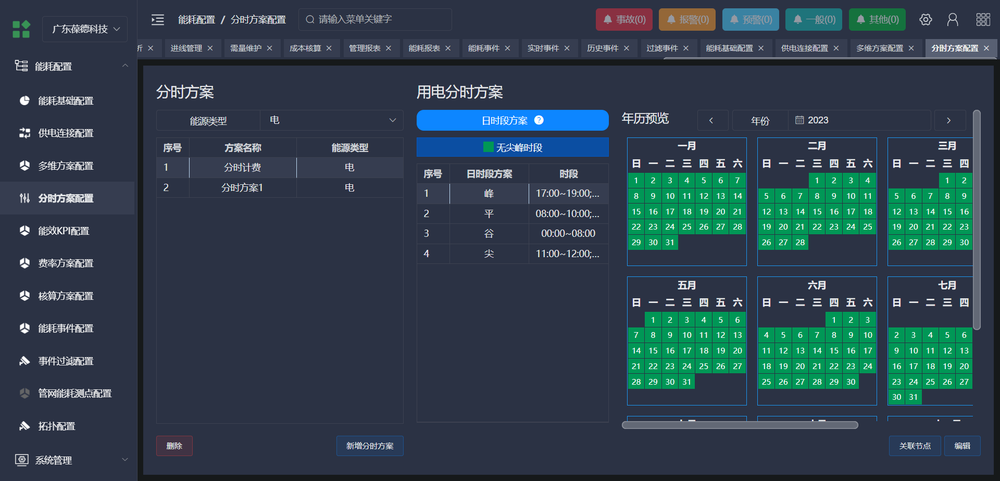 广东葆德科技
能耗配置 / 分时方案配置
请输入菜单关键字
事故(0)
报警(0)
预警(0)
一般(0)
其他(0)
析
进线管理
需量维护
成本核算
管理报表
能耗报表
能耗事件
实时事件
历史事件
过滤事件
能耗基础配置
供电连接配置
多维方案配置
分时方案配置
能耗配置
能耗基础配置
供电连接配置
多维方案配置
分时方案配置
能效KPI配置
费率方案配置
核算方案配置
能耗事件配置
事件过滤配置
管网能耗测点配置
拓扑配置
系统管理
分时方案
能源类型 电
序号 方案名称 能源类型
1 分时计费 电
2 分时方案1 电
删除
新增分时方案
用电分时方案
日时段方案 ?
无尖峰时段
序号 日时段方案 时段
1 峰 17:00~19:00;...
2 平 08:00~10:00;...
3 谷 00:00~08:00
4 尖 11:00~12:00;...
年历预览
年份 2023
一月
日 一 二 三 四 五 六
1 2 3 4 5 6 7
8 9 10 11 12 13 14
15 16 17 18 19 20 21
22 23 24 25 26 27 28
29 30 31
二月
日 一 二 三 四 五 六
1 2 3 4
5 6 7 8 9 10 11
12 13 14 15 16 17 18
19 20 21 22 23 24 25
26 27 28
三月
日 一 二 三 四
1 2
5 6 7 8 9
12 13 14 15 16
19 20 21 22 23
26 27 28 29 30
五月
日 一 二 三 四 五 六
1 2 3 4 5 6
7 8 9 10 11 12 13
14 15 16 17 18 19 20
21 22 23 24 25 26 27
28 29 30 31
六月
日 一 二 三 四 五 六
1 2 3
4 5 6 7 8 9 10
11 12 13 14 15 16 17
18 19 20 21 22 23 24
25 26 27 28 29 30
七月
日 一 二 三 四
2 3 4 5 6
9 10 11 12 13
16 17 18 19 20
23 24 25 26 27
30 31
关联节点
编辑